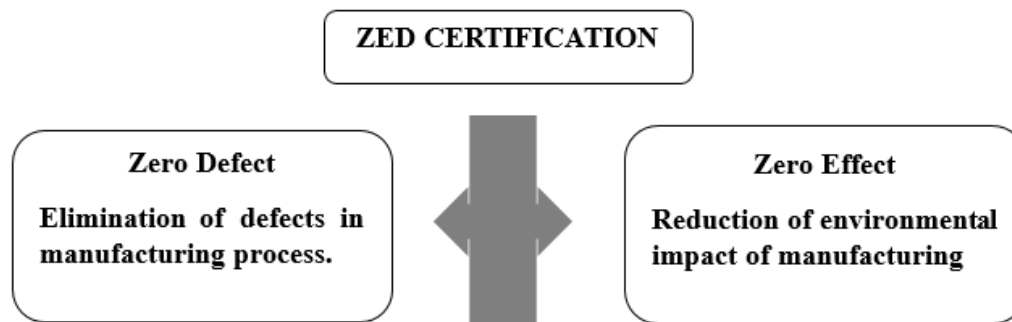 ZED CERTIFICATION
Zero Defect
Elimination of defects in
manufacturing process.
Zero Effect
Reduction of environmental
impact of manufacturing